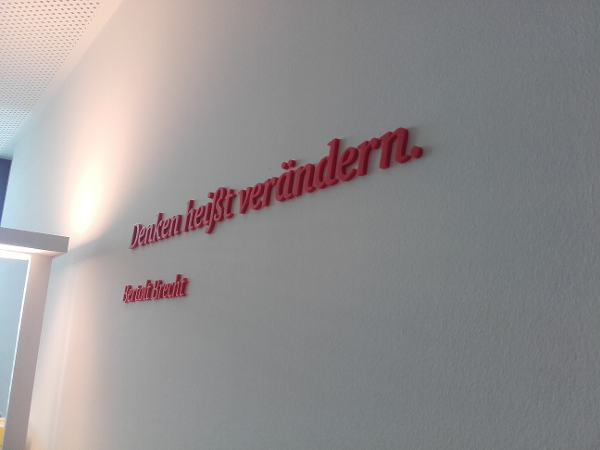 Denken heißt verändern.
Bertolt Brecht